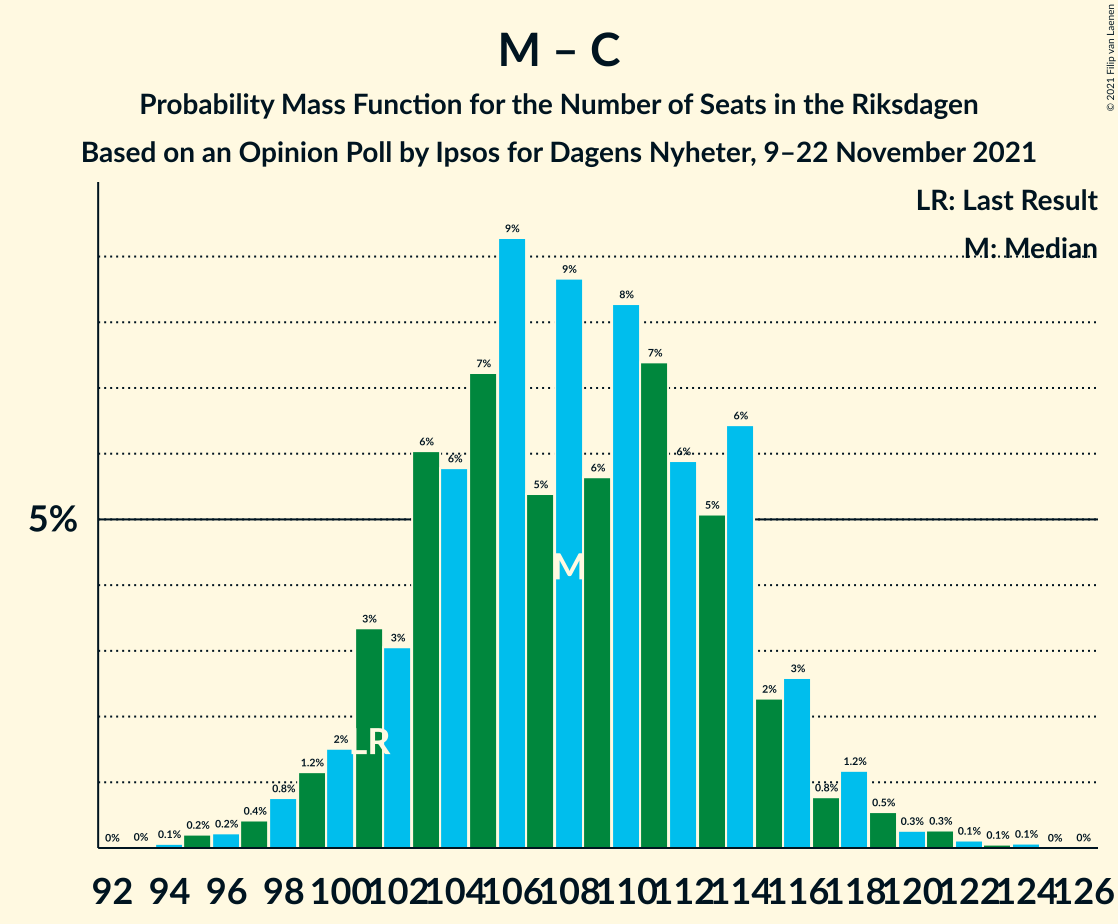 © 2021 Filip van Laenen
M – C
Probability Mass Function for the Number of Seats in the Riksdagen
Based on an Opinion Poll by Ipsos for Dagens Nyheter, 9–22 November 2021
LR: Last Result
M: Median
5%
0% 0% 0.1% 0.2% 0.2% 0.4% 0.8% 1.2% 2% 3% 3% 6% 6% 7% 9% 5% 9% 6% 8% 7% 6% 5% 6% 2% 3% 0.8% 1.2% 0.5% 0.3% 0.3% 0.1% 0.1% 0.1% 0% 0%
M
LR
92 94 96 98 100 102 104 106 108 110 112 114 116 118 120 122 124 126